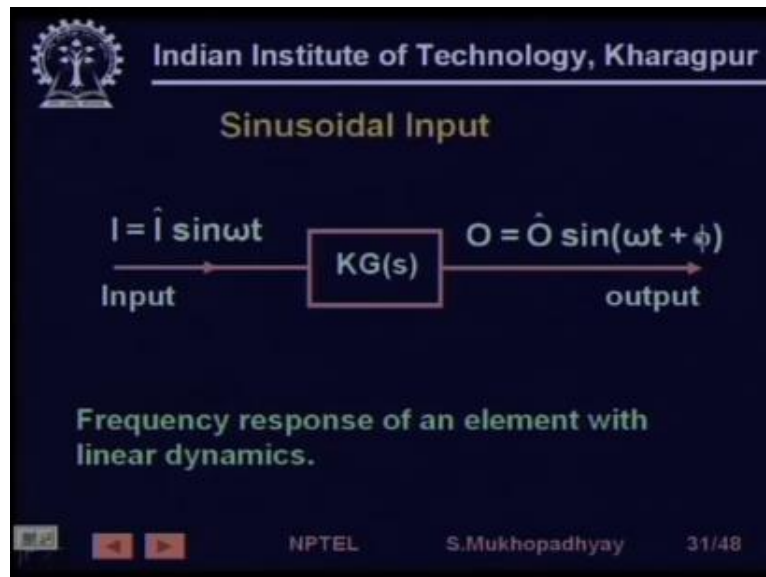 Indian Institute of Technology, Kharagpur
Sinusoidal Input
I = Î sinωt
O = Ô sin(ωt + φ)
KG(s)
Input
output
Frequency response of an element with
linear dynamics.
NPTEL S.Mukhopadhyay 31/48